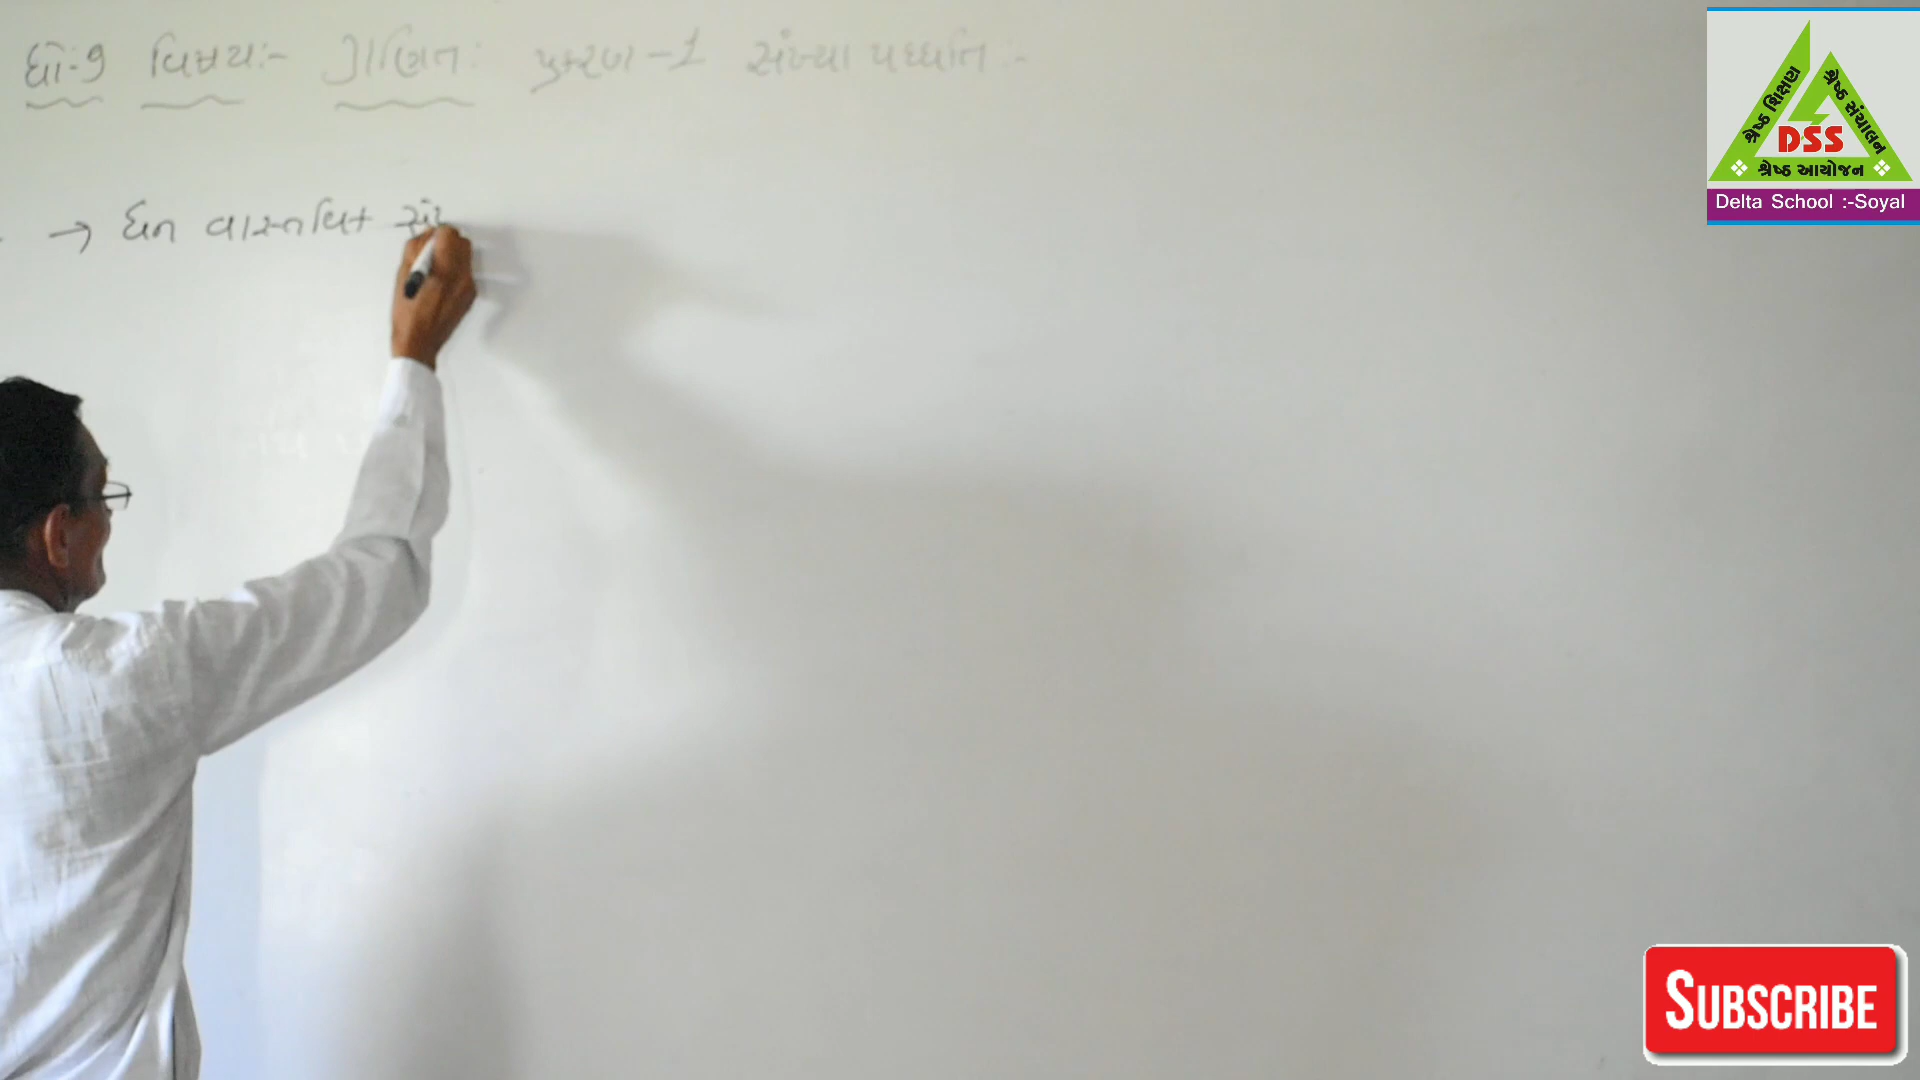 ધો:-9 વિષય:- ગણિત: પ્રકરણ-1 સંખ્યા પધ્ધતિ:-
→ ધન વાસ્તવિક સં
શ્રેષ્ઠ શિક્ષણ
શ્રેષ્ઠ સંચાલન
DSS
❖ શ્રેષ્ઠ આયોજન ❖
Delta School :-Soyal
SUBSCRIBE